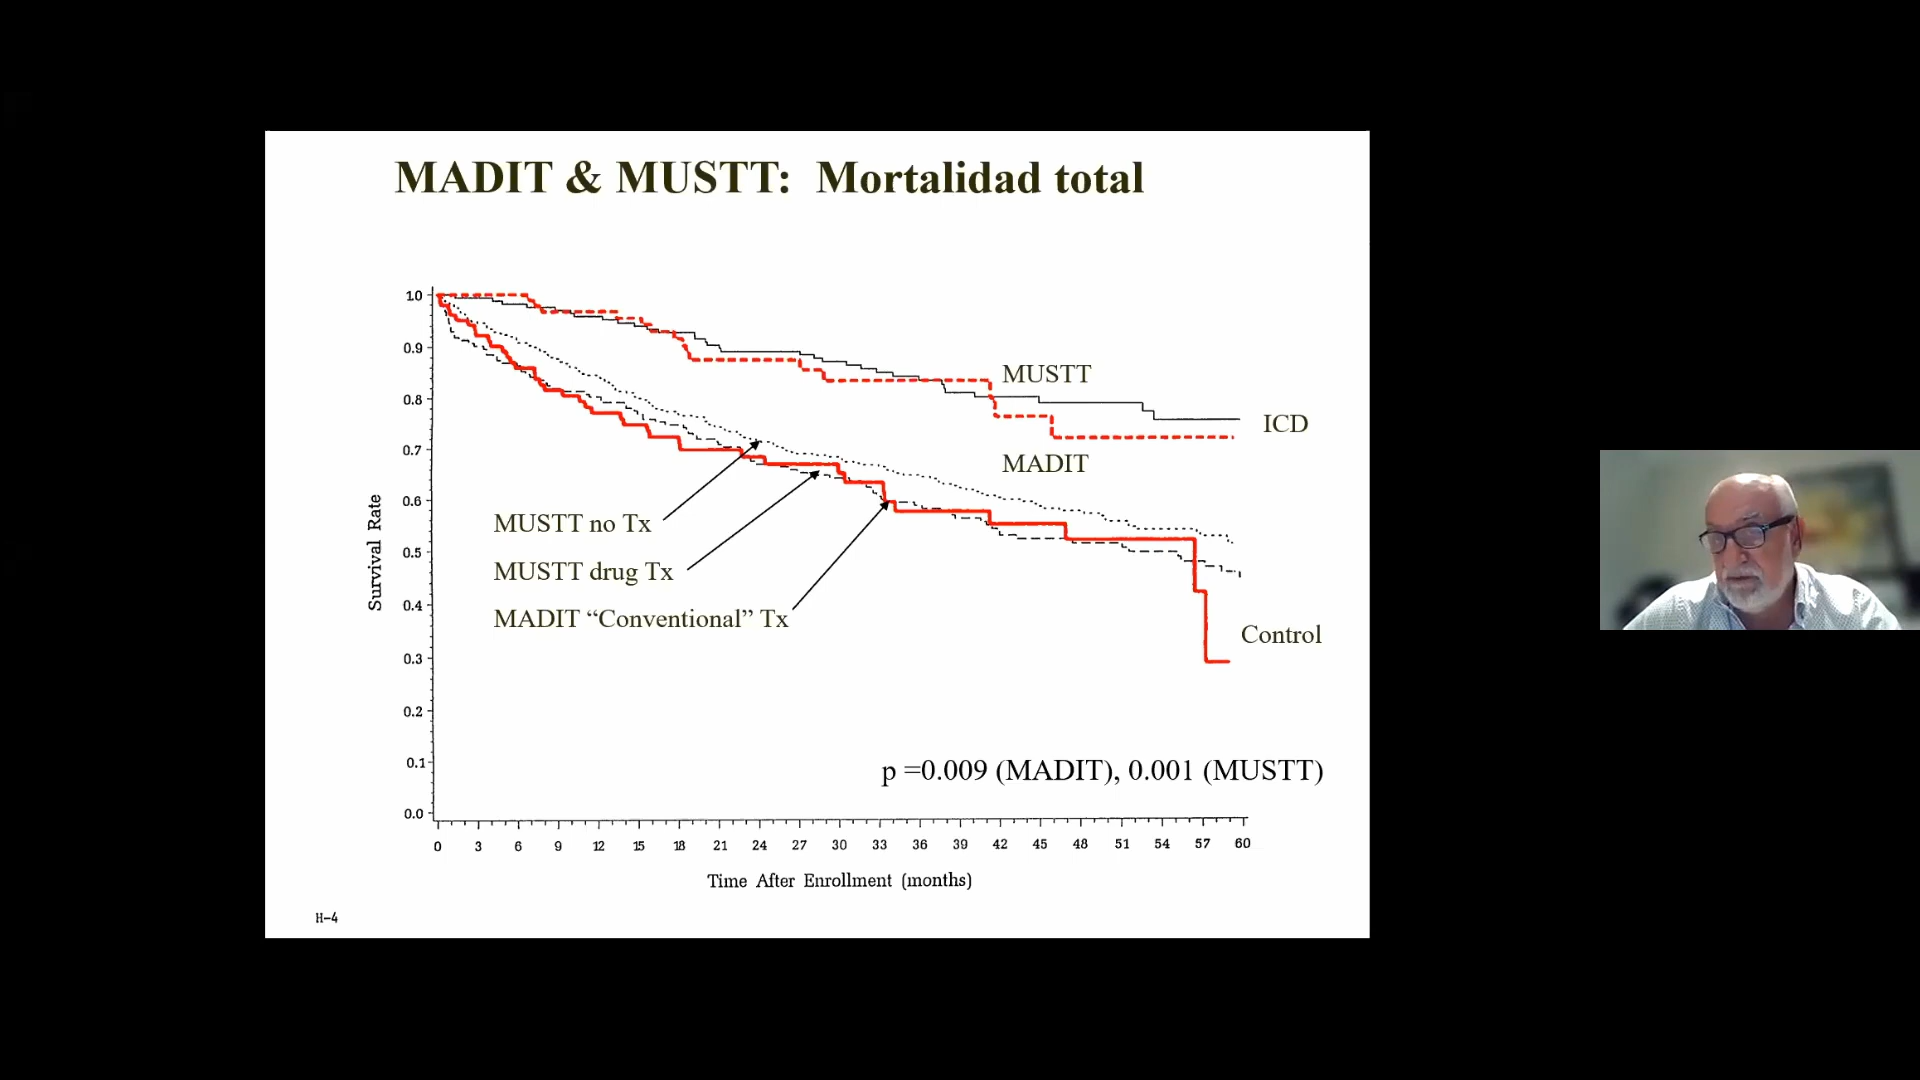 MADIT & MUSTT: Mortalidad total
1.0
0.9
0.8
0.7
0.6
0.5
0.4
0.3
0.2
0.1
0.0
Survival Rate
MUSTT
ICD
MADIT
MUSTT no Tx
MUSTT drug Tx
MADIT “Conventional” Tx
Control
p =0.009 (MADIT), 0.001 (MUSTT)
0 3 6 9 12 15 18 21 24 27 30 33 36 39 42 45 48 51 54 57 60
Time After Enrollment (months)
H-4